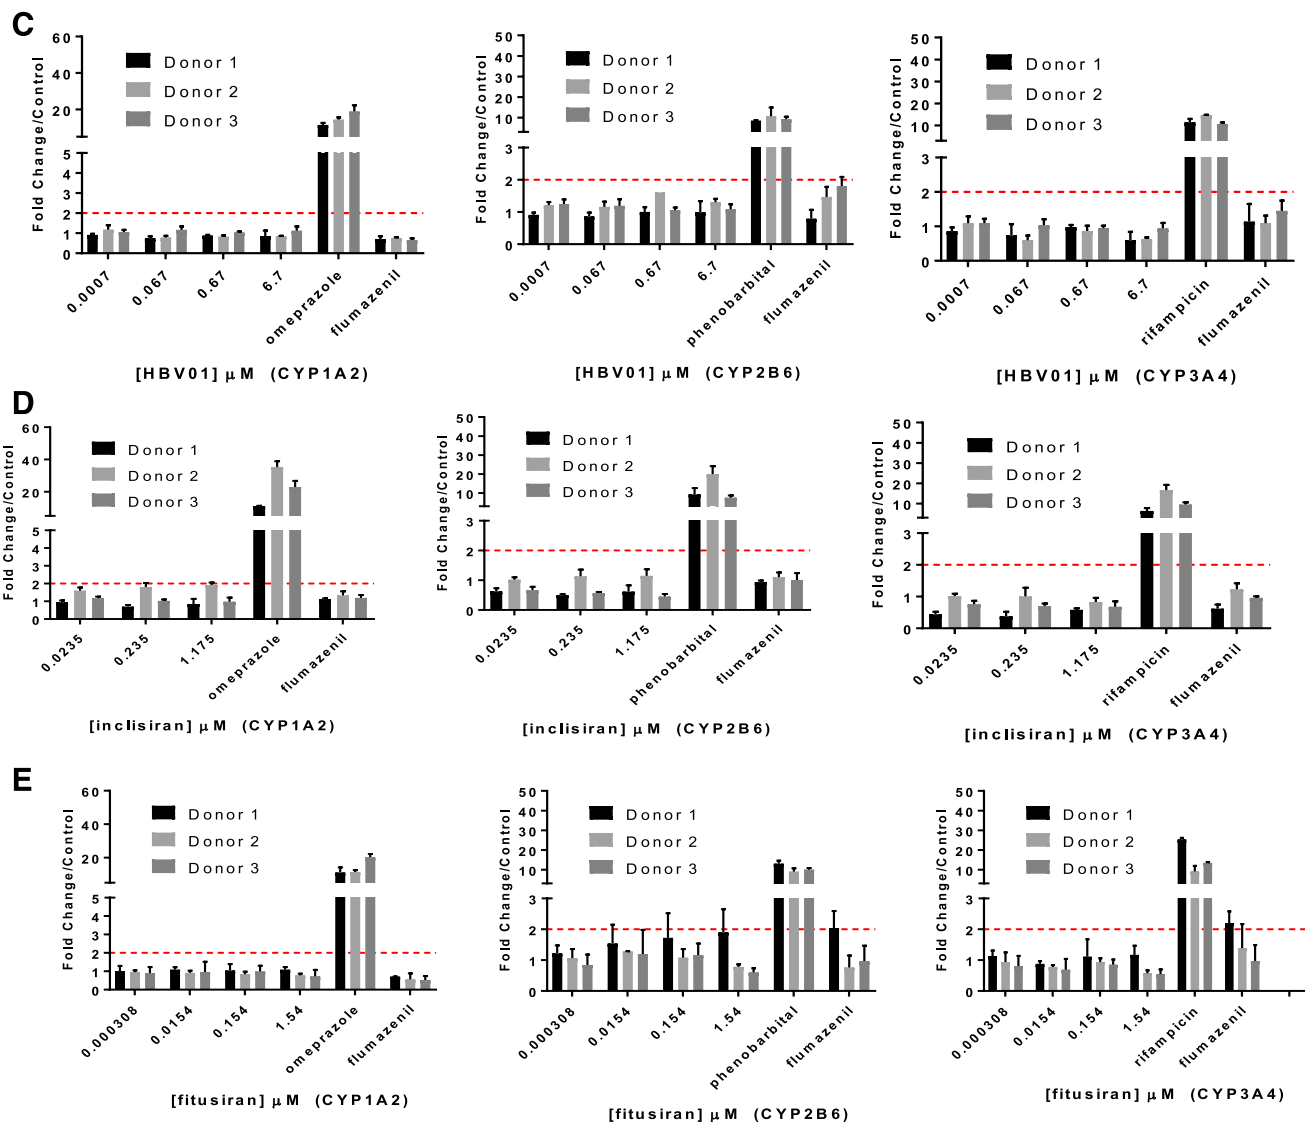 C
Fold Change/Control
60
40
20
5
4
3
2
1
0
Donor 1
Donor 2
Donor 3
0.0007
0.067
0.67
6.7
omeprazole
flumazenil
[HBV01] μM (CYP1A2)
50
40
30
20
10
3
2
1
0
Fold Change/Control
Donor 1
Donor 2
Donor 3
0.0007
0.067
0.67
6.7
phenobarbital
flumazenil
[HBV01] μM (CYP2B6)
Fold Change/Control
50
40
30
20
10
3
2
1
0
Donor 1
Donor 2
Donor 3
0.0007
0.067
0.67
6.7
rifampicin
flumazenil
[HBV01] μM (CYP3A4)
D
Fold Change/Control
60
40
20
5
4
3
2
1
0
Donor 1
Donor 2
Donor 3
0.0235
0.235
1.175
omeprazole
flumazenil
[inclisiran] μM (CYP1A2)
Fold Change/Control
50
40
30
20
10
3
2
1
0
Donor 1
Donor 2
Donor 3
0.0235
0.235
1.175
phenobarbital
flumazenil
[inclisiran] μM (CYP2B6)
Fold Change/Control
50
40
30
20
10
3
2
1
0
Donor 1
Donor 2
Donor 3
0.0235
0.235
1.175
rifampicin
flumazenil
[inclisiran] μM (CYP3A4)
E
Fold Change/Control
60
40
20
5
4
3
2
1
0
Donor 1
Donor 2
Donor 3
0.000308
0.0154
0.154
1.54
omeprazole
flumazenil
[fitusiran] μM (CYP1A2)
Fold Change/Control
50
40
30
20
10
3
2
1
0
Donor 1
Donor 2
Donor 3
0.000308
0.0154
0.154
1.54
phenobarbital
flumazenil
[fitusiran] μM (CYP2B6)
Fold Change/Control
50
40
30
20
10
3
2
1
0
Donor 1
Donor 2
Donor 3
0.000308
0.0154
0.154
1.54
rifampicin
flumazenil
[fitusiran] μM (CYP3A4)